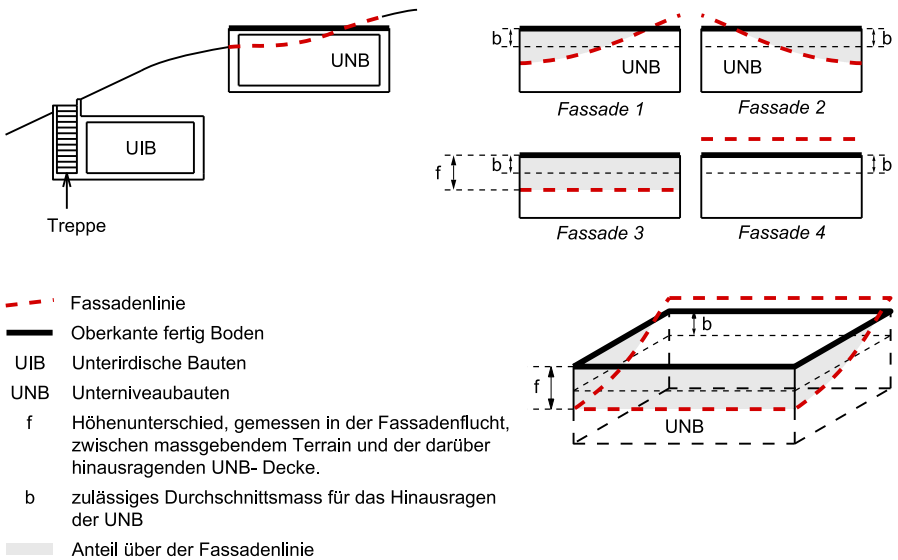 UNB
UIB
Treppe
b
UNB
Fassade 1
b
UNB
Fassade 2
f
b
Fassade 3
b
Fassade 4
Fassadenlinie
Oberkante fertig Boden
UIB Unterirdische Bauten
UNB Unterniveaubauten
f Höhenunterschied, gemessen in der Fassadenflucht,
zwischen massgebendem Terrain und der darüber
hinausragenden UNB- Decke.
b zulässiges Durchschnittsmass für das Hinausragen
der UNB
Anteil über der Fassadenlinie
b
f
UNB